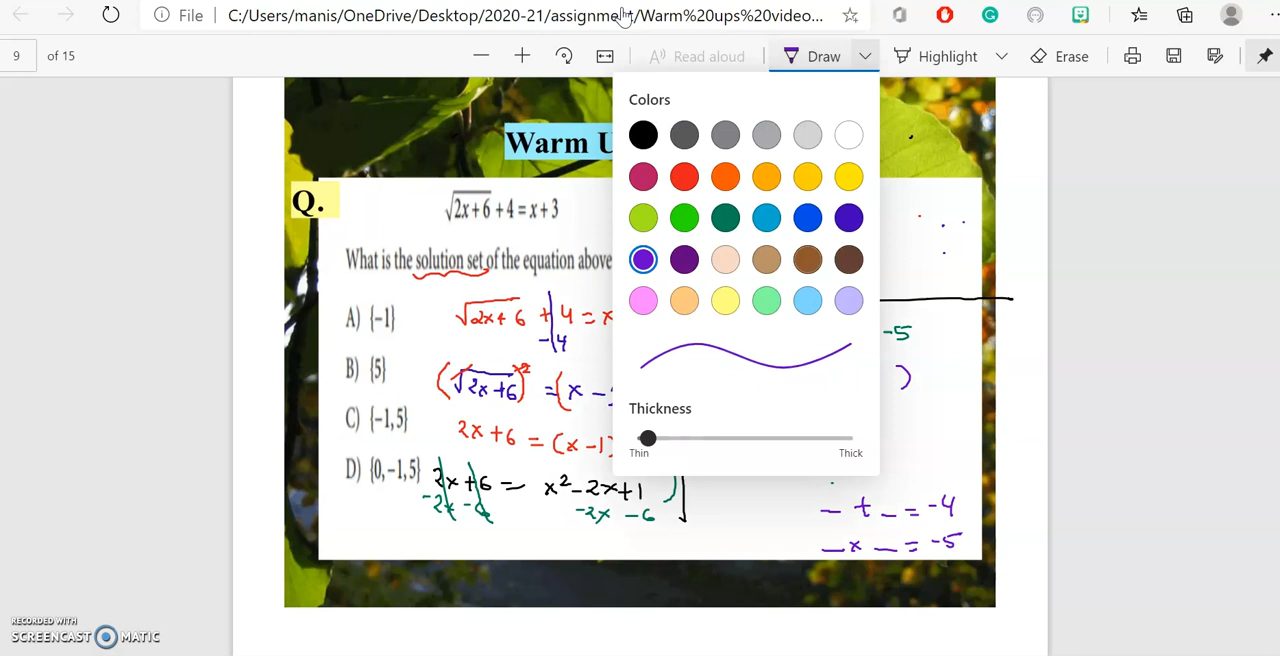 File C:/Users/manis/OneDrive/Desktop/2020-21/assignment/Warm%20ups%20video...
9 of 15 Read aloud Draw Highlight Erase
Colors
Thickness
Thin Thick
Warm
Q.
√2x+6 +4 = x+3
What is the solution set of the equation above
A) {-1}
B) {5}
C) {-1,5}
D) {0,-1,5}
√2x+6 + 4 = x
-4
-5
(√2x+6)² = (x -
)
2x+6 = (x-1)
2x+6 = x²-2x+1
-2x -6 -2x -6
_ + _ = -4
_ x _ = -5
RECORDED WITH
SCREENCAST MATIC